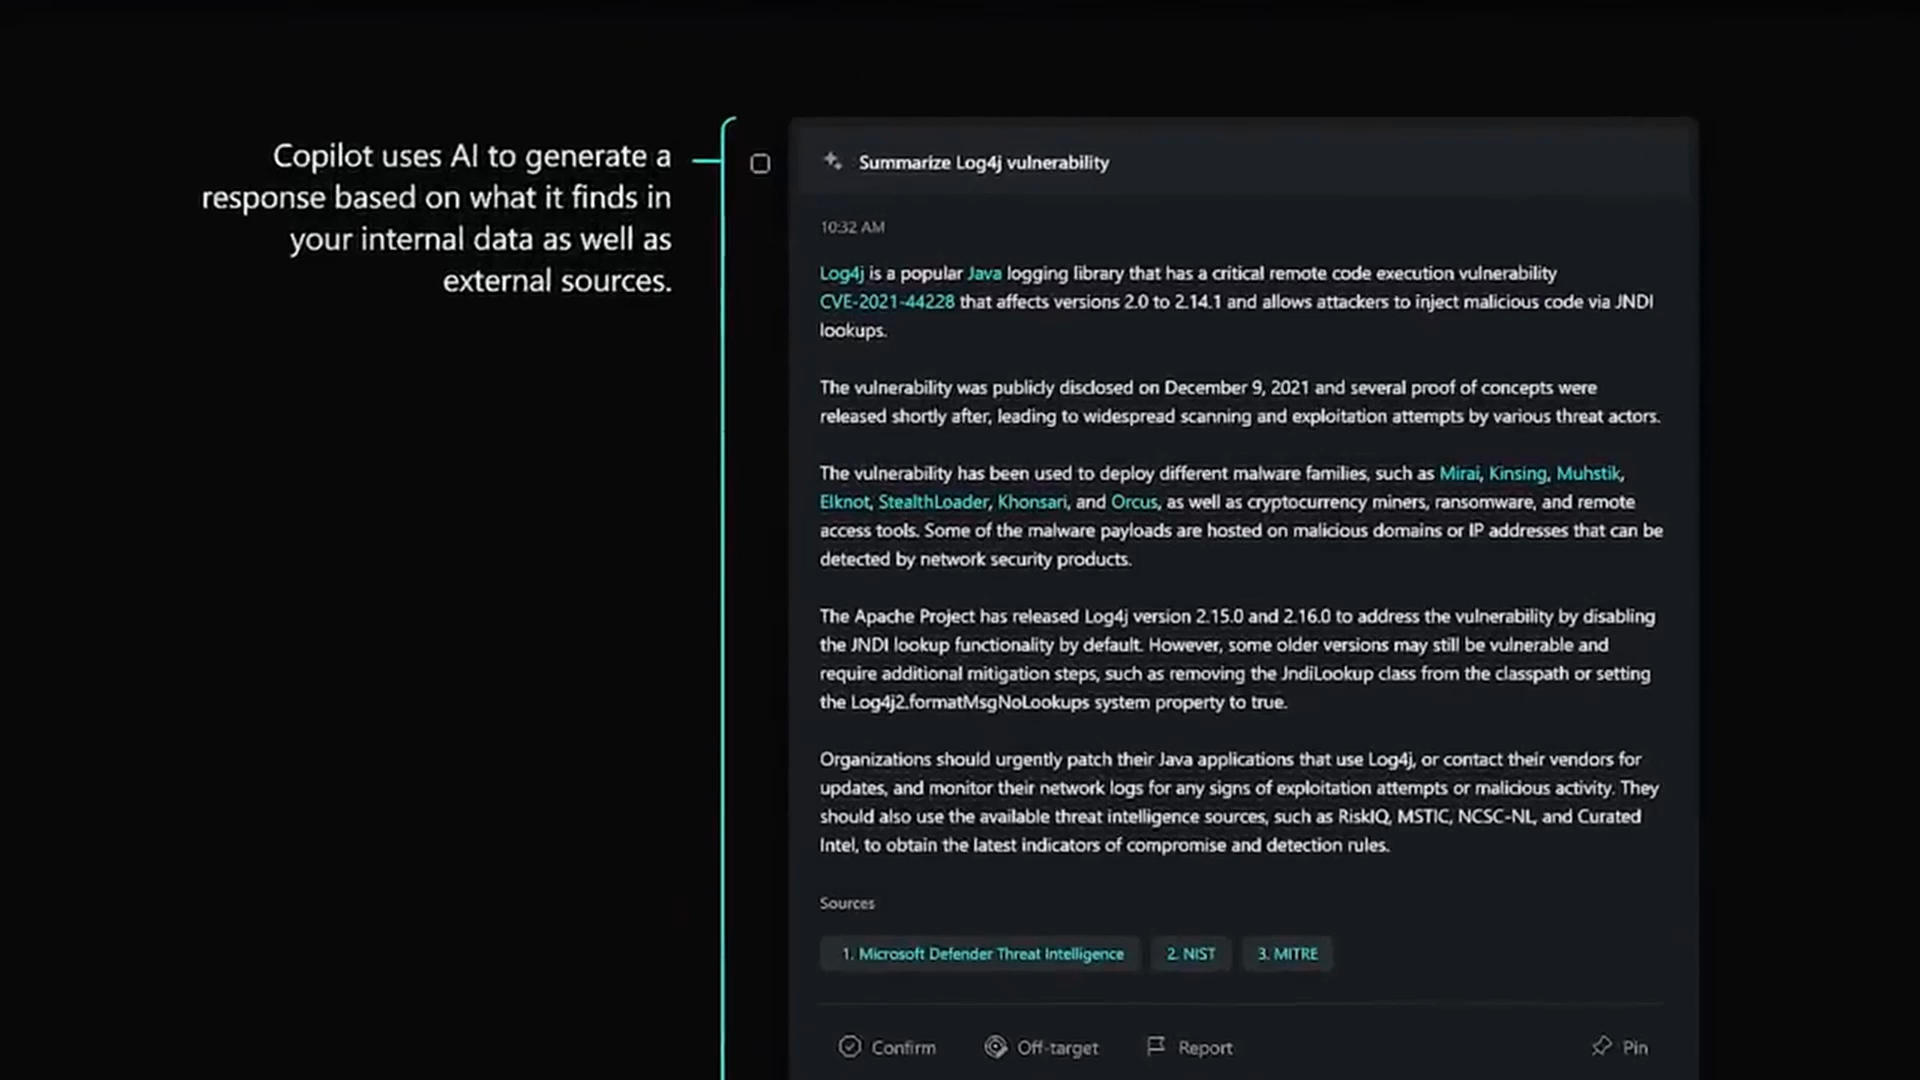 Copilot uses AI to generate a
response based on what it finds in
your internal data as well as
external sources.
Summarize Log4j vulnerability
10:32 AM
Log4j is a popular Java logging library that has a critical remote code execution vulnerability
CVE-2021-44228 that affects versions 2.0 to 2.14.1 and allows attackers to inject malicious code via JNDI
lookups.
The vulnerability was publicly disclosed on December 9, 2021 and several proof of concepts were
released shortly after, leading to widespread scanning and exploitation attempts by various threat actors.
The vulnerability has been used to deploy different malware families, such as Mirai, Kinsing, Muhstik,
Elknot, StealthLoader, Khonsari, and Orcus, as well as cryptocurrency miners, ransomware, and remote
access tools. Some of the malware payloads are hosted on malicious domains or IP addresses that can be
detected by network security products.
The Apache Project has released Log4j version 2.15.0 and 2.16.0 to address the vulnerability by disabling
the JNDI lookup functionality by default. However, some older versions may still be vulnerable and
require additional mitigation steps, such as removing the JndiLookup class from the classpath or setting
the Log4j2.formatMsgNoLookups system property to true.
Organizations should urgently patch their Java applications that use Log4j, or contact their vendors for
updates, and monitor their network logs for any signs of exploitation attempts or malicious activity. They
should also use the available threat intelligence sources, such as RiskIQ, MSTIC, NCSC-NL, and Curated
Intel, to obtain the latest indicators of compromise and detection rules.
Sources
1. Microsoft Defender Threat Intelligence 2. NIST 3. MITRE
Confirm Off-target Report Pin